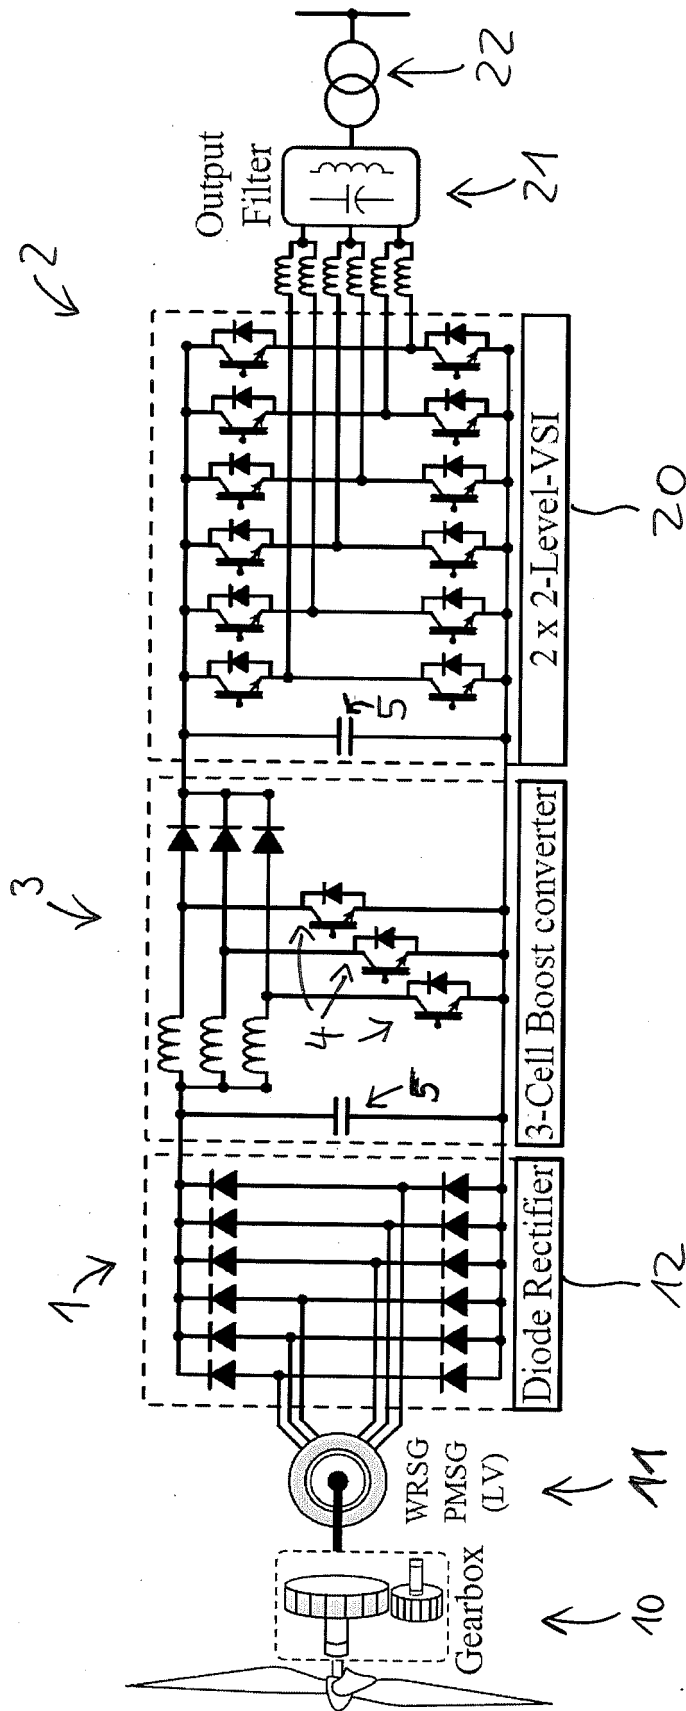 1
3
2
Output
Filter
5
5
4
Gearbox
WRSG
PMSG
(LV)
Diode Rectifier
3-Cell Boost converter
2 x 2-Level-VSI
10
11
12
20
21
22